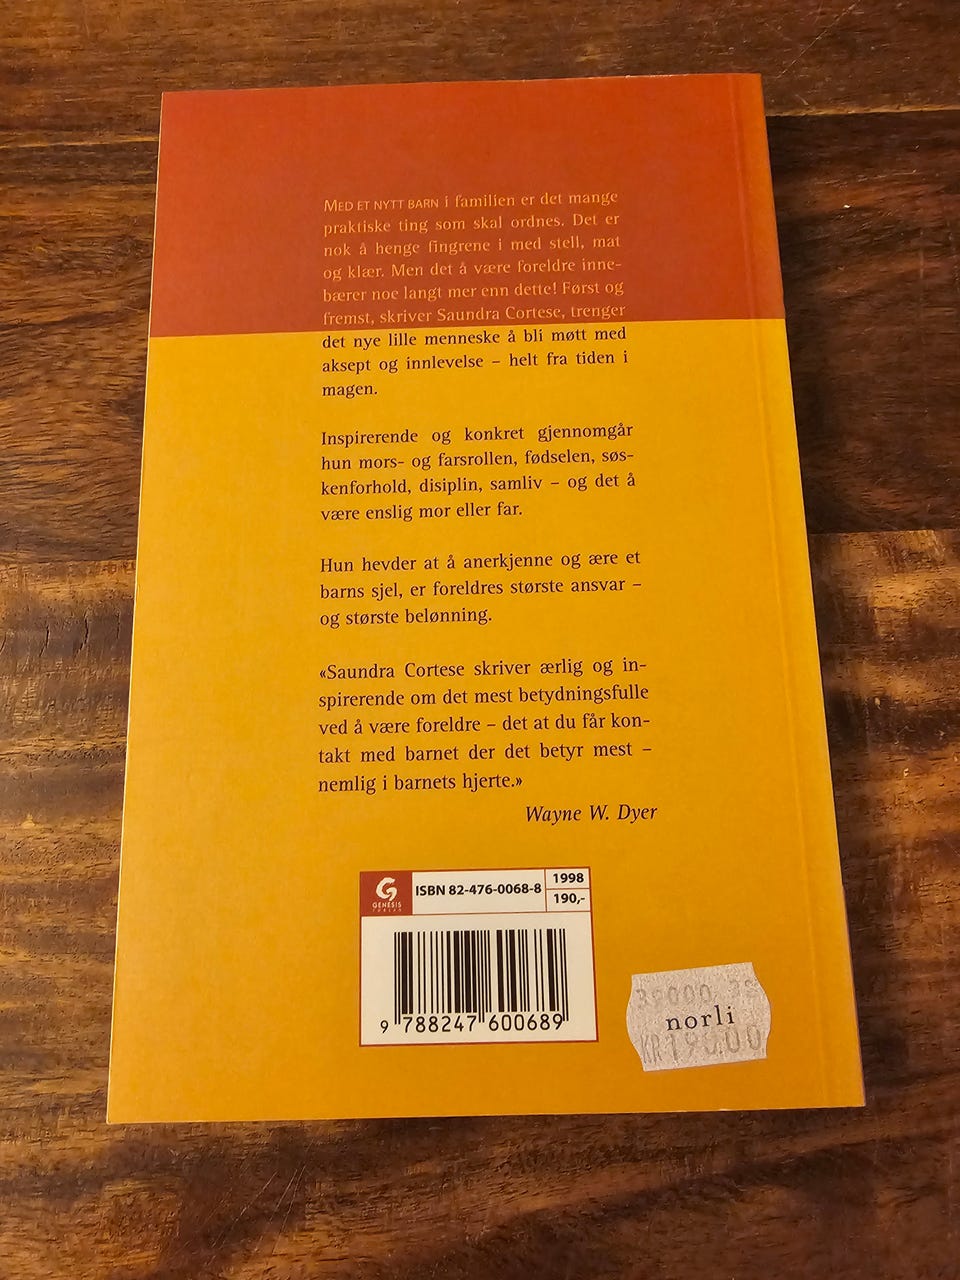 MED ET NYTT BARN i familien er det mange
praktiske ting som skal ordnes. Det er
nok å henge fingrene i med stell, mat
og klær. Men det å være foreldre inne-
bærer noe langt mer enn dette! Først og
fremst, skriver Saundra Cortese, trenger
det nye lille menneske å bli møtt med
aksept og innlevelse – helt fra tiden i
magen.
Inspirerende og konkret gjennomgår
hun mors- og farsrollen, fødselen, søs-
kenforhold, disiplin, samliv – og det å
være enslig mor eller far.
Hun hevder at å anerkjenne og ære et
barns sjel, er foreldres største ansvar –
og største belønning.
«Saundra Cortese skriver ærlig og in-
spirerende om det mest betydningsfulle
ved å være foreldre – det at du får kon-
takt med barnet der det betyr mest –
nemlig i barnets hjerte.»
Wayne W. Dyer
GENESIS
FORLAG
ISBN 82-476-0068-8
1998
190,-
9 788247 600689
norli
KR190.00